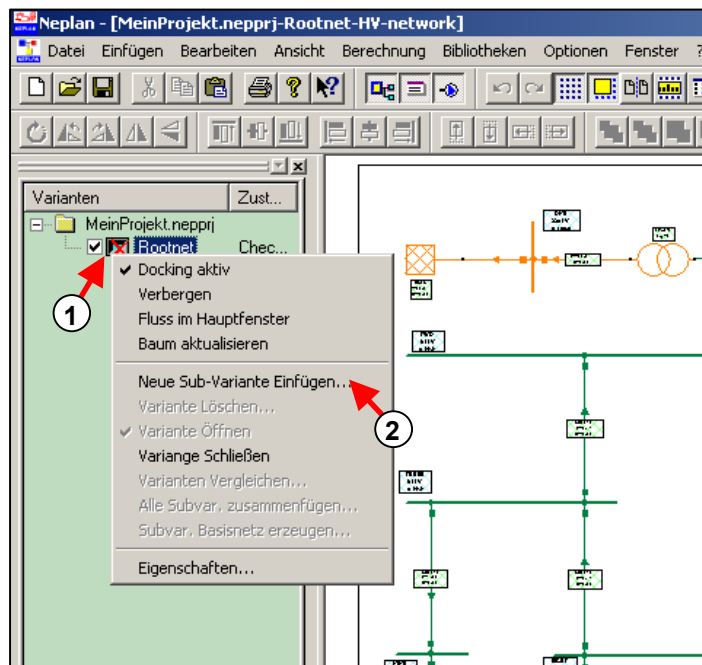 Neplan - [MeinProjekt.nepprj-Rootnet-HV-network]
Datei Einfügen Bearbeiten Ansicht Berechnung Bibliotheken Optionen Fenster ?
Varianten Zust...
MeinProjekt.nepprj
Rootnet Chec...
1
Docking aktiv
Verbergen
Fluss im Hauptfenster
Baum aktualisieren
Neue Sub-Variante Einfügen...
Variante Löschen...
2
Variante Öffnen
Variange Schließen
Varianten Vergleichen...
Alle Subvar. zusammenfügen...
Subvar. Basisnetz erzeugen...
Eigenschaften...